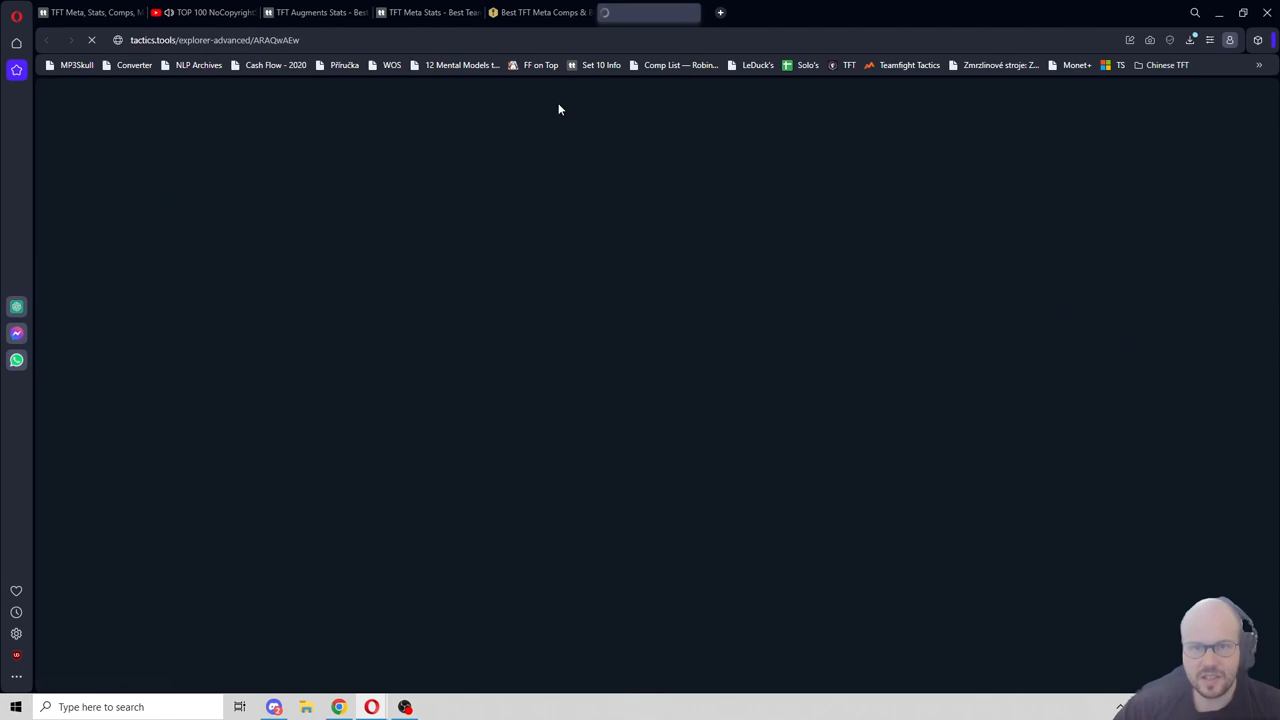 TFT Meta, Stats, Comps, M
TOP 100 NoCopyright
TFT Augments Stats - Bes
TFT Meta Stats - Best Tea
Best TFT Meta Comps & B
tactics.tools/explorer-advanced/ARAQwAEw
MP3Skull
Converter
NLP Archives
Cash Flow - 2020
Příručka
WOS
12 Mental Models t...
FF on Top
Set 10 Info
Comp List — Robin...
LeDuck's
Solo's
TFT
Teamfight Tactics
Zmrzlinové stroje: Z...
Monet+
TS
Chinese TFT
Type here to search